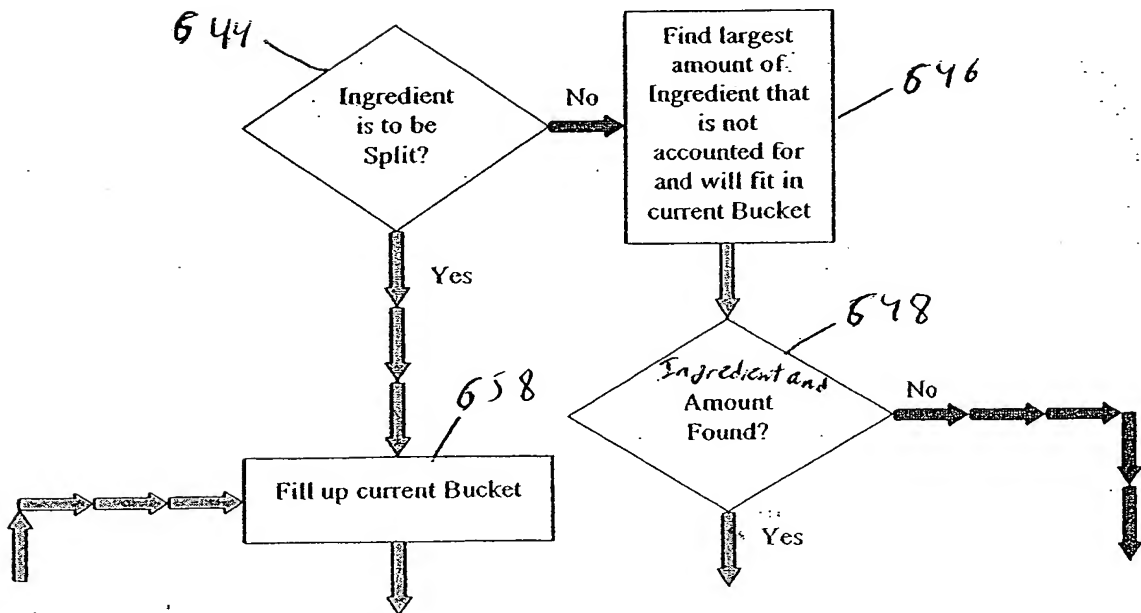 644
Ingredient
is to be
Split?
No
Find largest
amount of
Ingredient that
is not
accounted for
and will fit in
current Bucket
646
Yes
648
Ingredient and
Amount
Found?
No
658
Fill up current Bucket
Yes